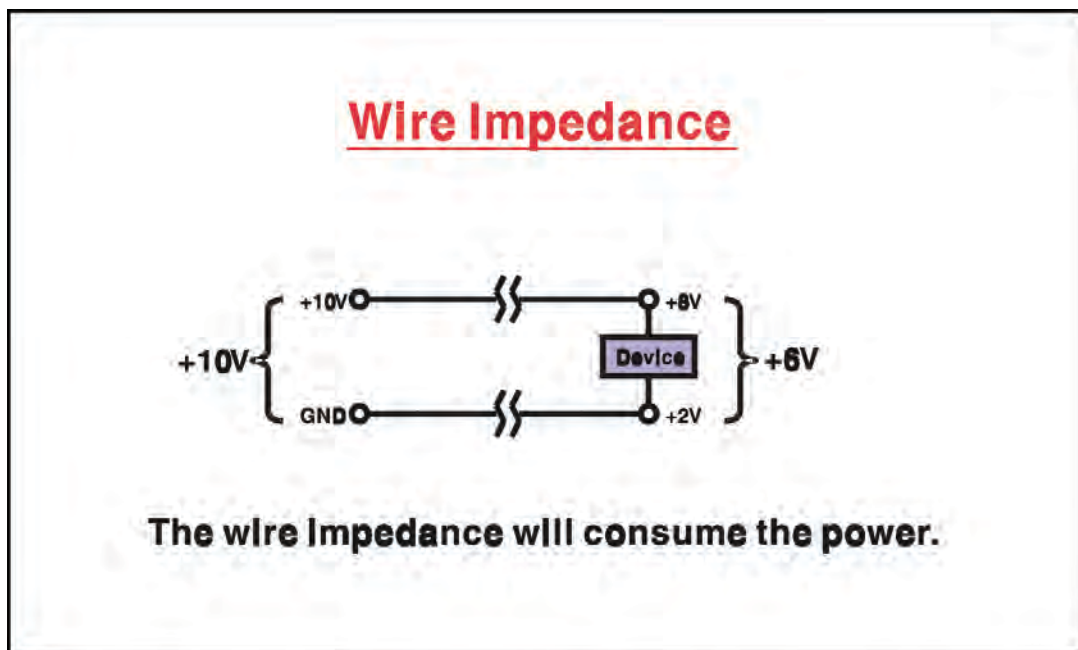 Wire Impedance
+10V
+8V
+10V
Device
+6V
GND
+2V
The wire impedance will consume the power.